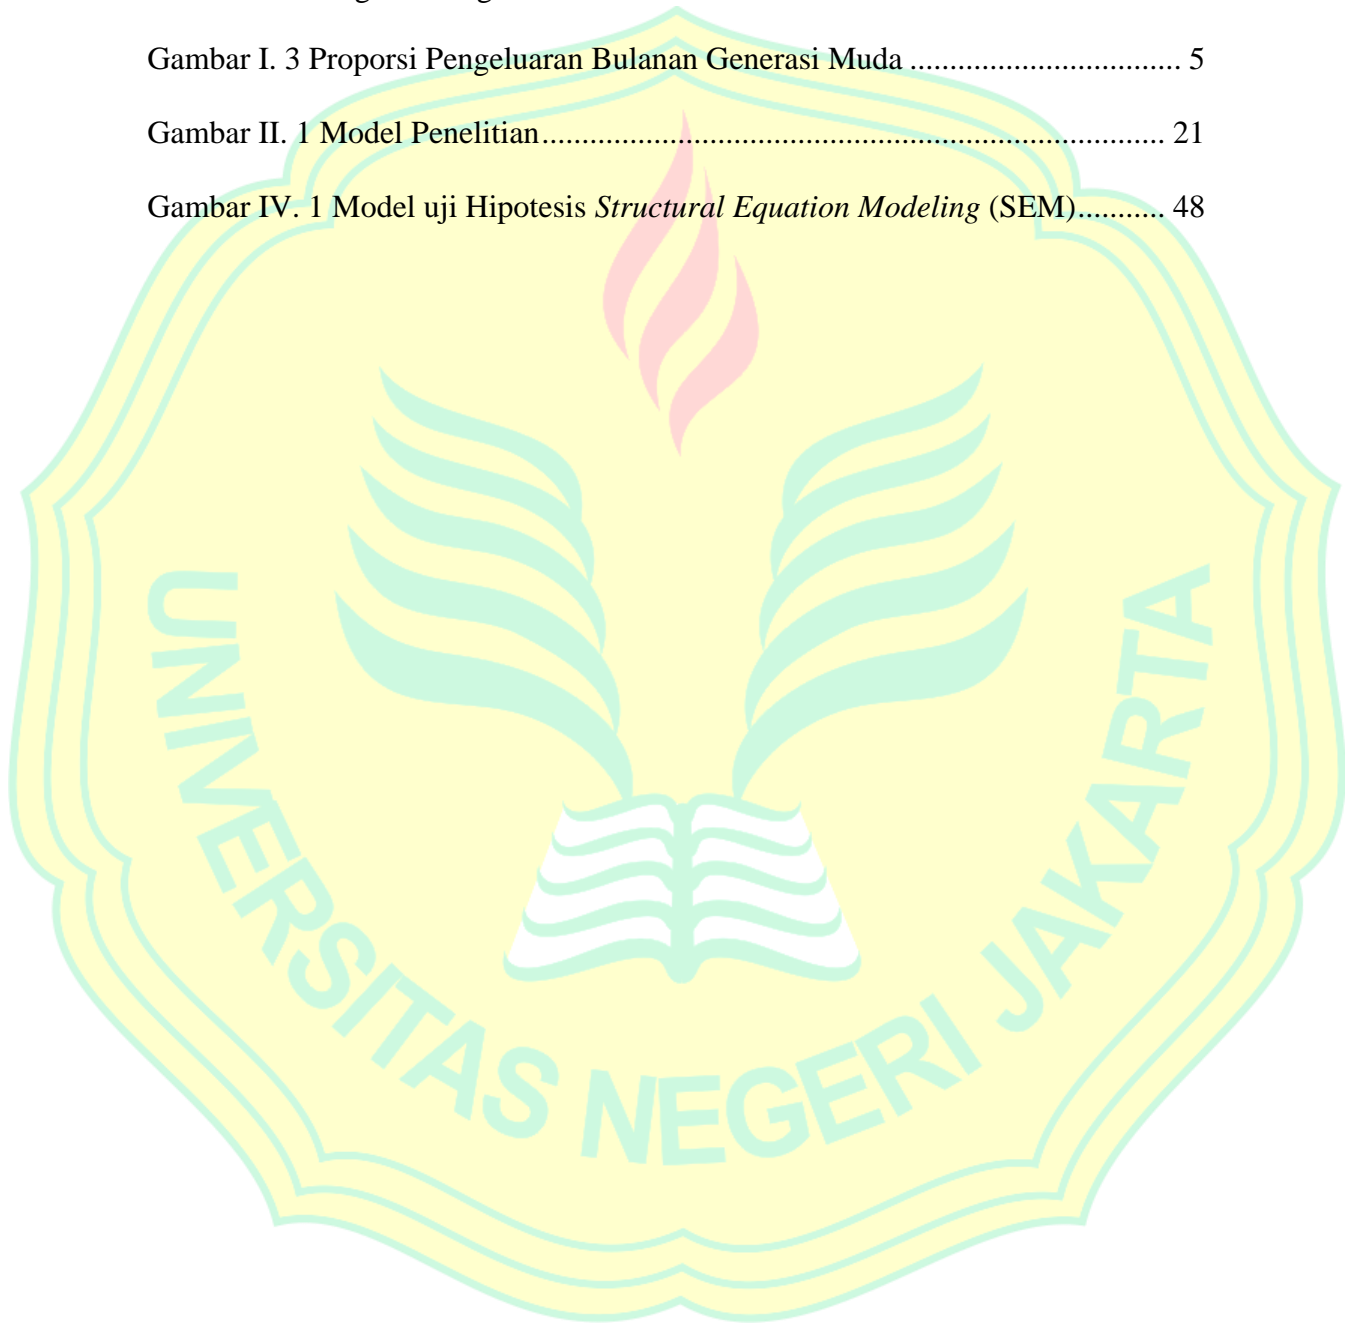 Gambar I. 3 Proporsi Pengeluaran Bulanan Generasi Muda .................................. 5
Gambar II. 1 Model Penelitian.............................................................................. 21
Gambar IV. 1 Model uji Hipotesis Structural Equation Modeling (SEM)........... 48
UNIVERSITAS NEGERI JAKARTA